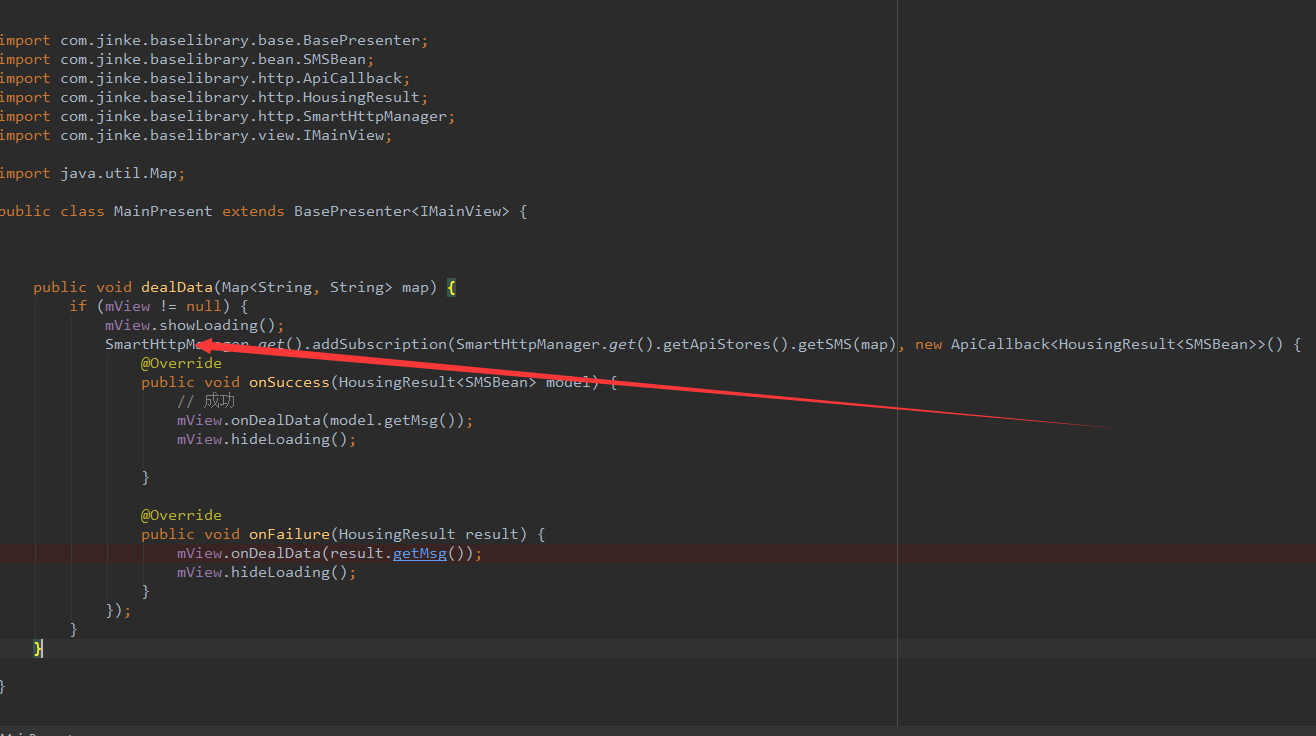 import com.jinke.baselibrary.base.BasePresenter;
import com.jinke.baselibrary.bean.SMSBean;
import com.jinke.baselibrary.http.ApiCallback;
import com.jinke.baselibrary.http.HousingResult;
import com.jinke.baselibrary.http.SmartHttpManager;
import com.jinke.baselibrary.view.IMainView;
import java.util.Map;
public class MainPresent extends BasePresenter<IMainView> {
public void dealData(Map<String, String> map) {
if (mView != null) {
mView.showLoading();
SmartHttpManager.get().addSubscription(SmartHttpManager.get().getApiStores().getSMS(map), new ApiCallback<HousingResult<SMSBean>>() {
@Override
public void onSuccess(HousingResult<SMSBean> model) {
// 成功
mView.onDealData(model.getMsg());
mView.hideLoading();
}
@Override
public void onFailure(HousingResult result) {
mView.onDealData(result.getMsg());
mView.hideLoading();
}
});
}
}
}